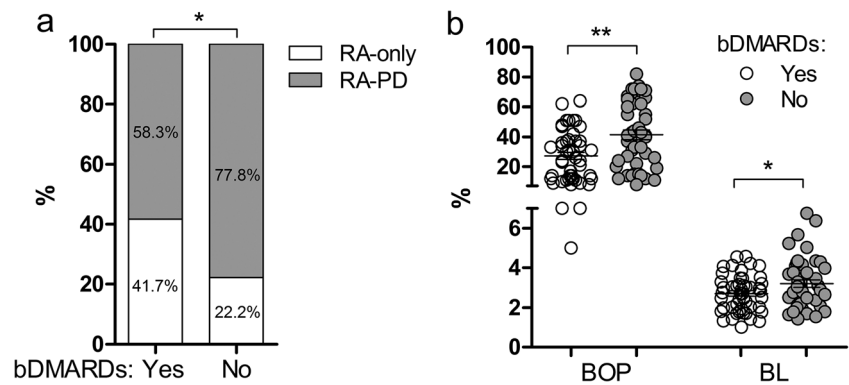 a
*
RA-only
RA-PD
100
80
60
40
20
0
%
58.3%
77.8%
41.7%
22.2%
bDMARDs: Yes No
b
**
bDMARDs:
Yes
No
*
100
80
60
40
20
6
4
2
0
%
BOP BL